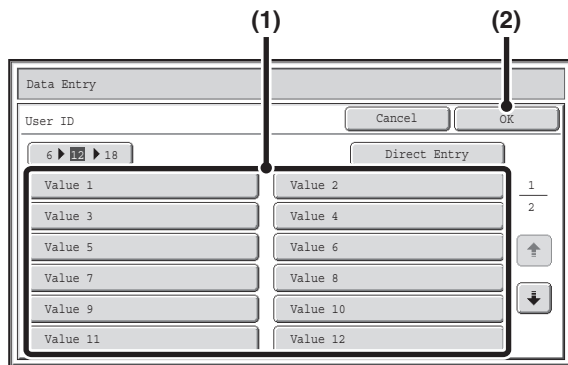 (1) (2)
Data Entry
User ID Cancel OK
6 12 18 Direct Entry
Value 1 Value 2 1
Value 3 Value 4 2
Value 5 Value 6
Value 7 Value 8
Value 9 Value 10
Value 11 Value 12